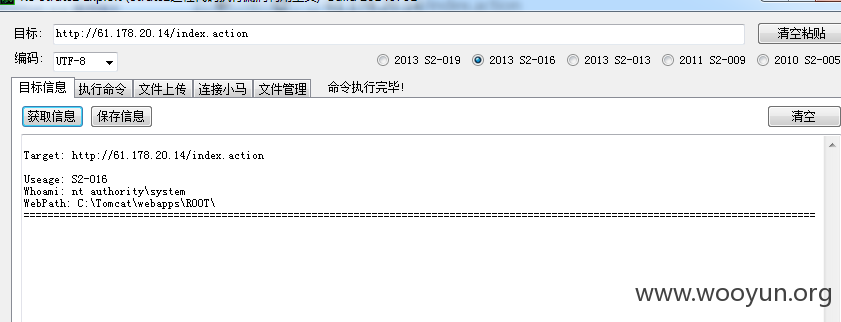 目标: http://61.178.20.14/index.action 清空粘贴
编码: UTF-8 2013 S2-019 2013 S2-016 2013 S2-013 2011 S2-009 2010 S2-005
目标信息 执行命令 文件上传 连接小马 文件管理 命令执行完毕!
获取信息 保存信息 清空
Target: http://61.178.20.14/index.action
Useage: S2-016
Whoami: nt authority\system
WebPath: C:\Tomcat\webapps\ROOT\
www.wooyun.org